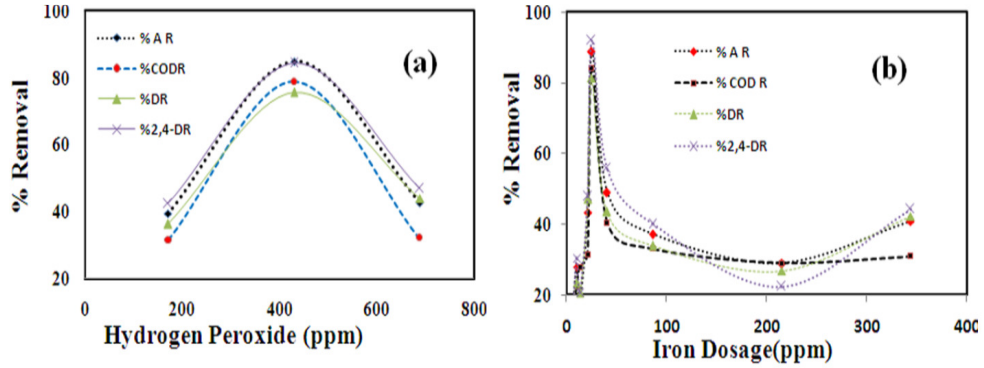 100
80
60
40
20
0
200
400
600
800
% Removal
Hydrogen Peroxide (ppm)
% A R
%CODR
%DR
%2,4-DR
(a)
100
80
60
40
20
0
100
200
300
400
% Removal
Iron Dosage(ppm)
% A R
% COD R
%DR
%2,4-DR
(b)